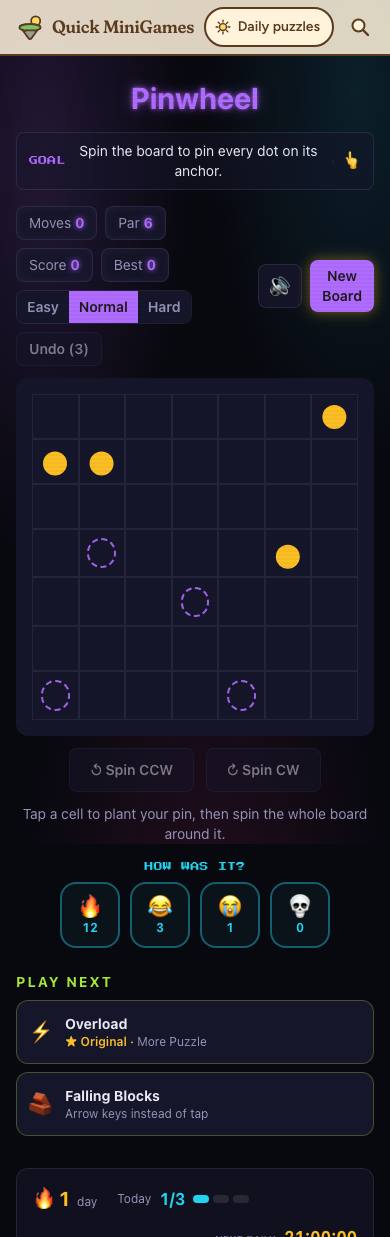 Quick MiniGames
Daily puzzles
Pinwheel
GOAL
Spin the board to pin every dot on its
anchor.
Moves 0
Par 6
Score 0
Best 0
Easy
Normal
Hard
New
Board
Undo (3)
↺ Spin CCW
↻ Spin CW
Tap a cell to plant your pin, then spin the whole board
around it.
HOW WAS IT?
12
3
1
0
PLAY NEXT
Overload
Original · More Puzzle
Falling Blocks
Arrow keys instead of tap
1 day
Today 1/3
21:00:00